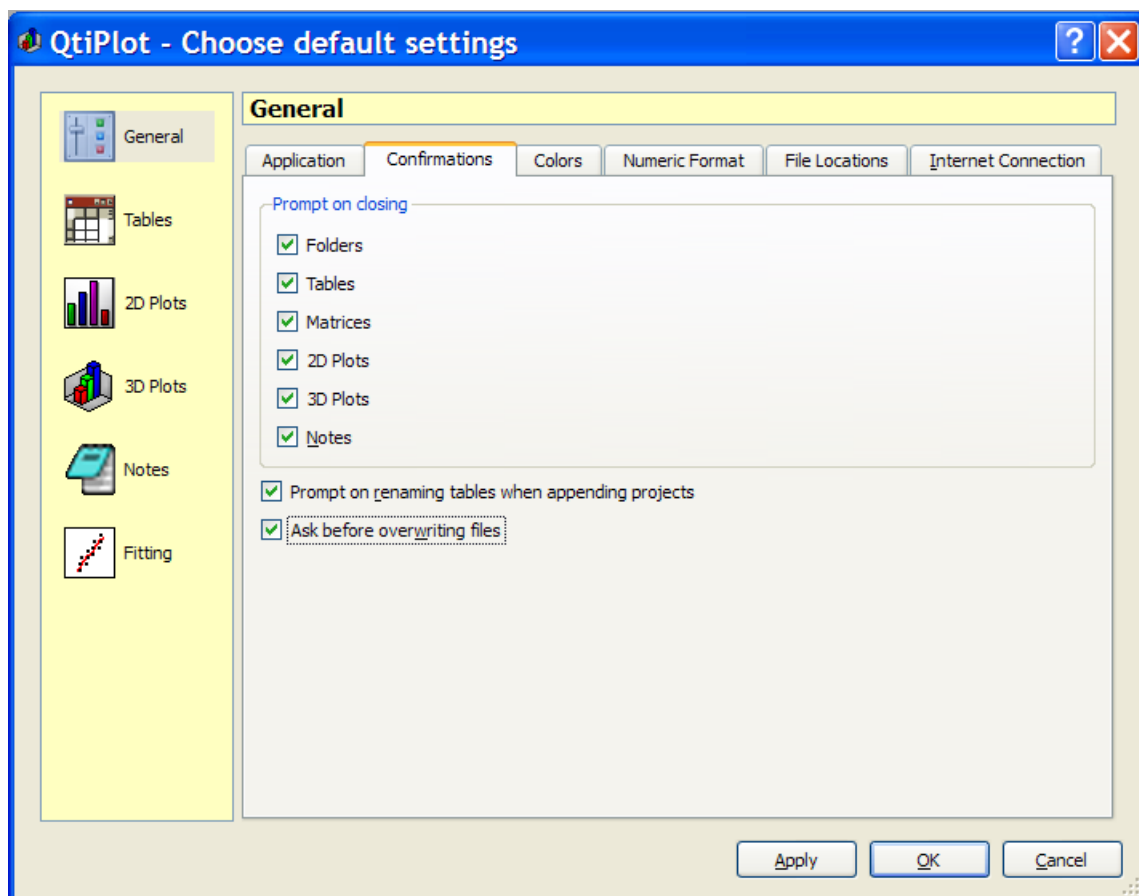 QtiPlot - Choose default settings
General
Tables
2D Plots
3D Plots
Notes
Fitting
General
Application Confirmations Colors Numeric Format File Locations Internet Connection
Prompt on closing
Folders
Tables
Matrices
2D Plots
3D Plots
Notes
Prompt on renaming tables when appending projects
Ask before overwriting files
Apply OK Cancel